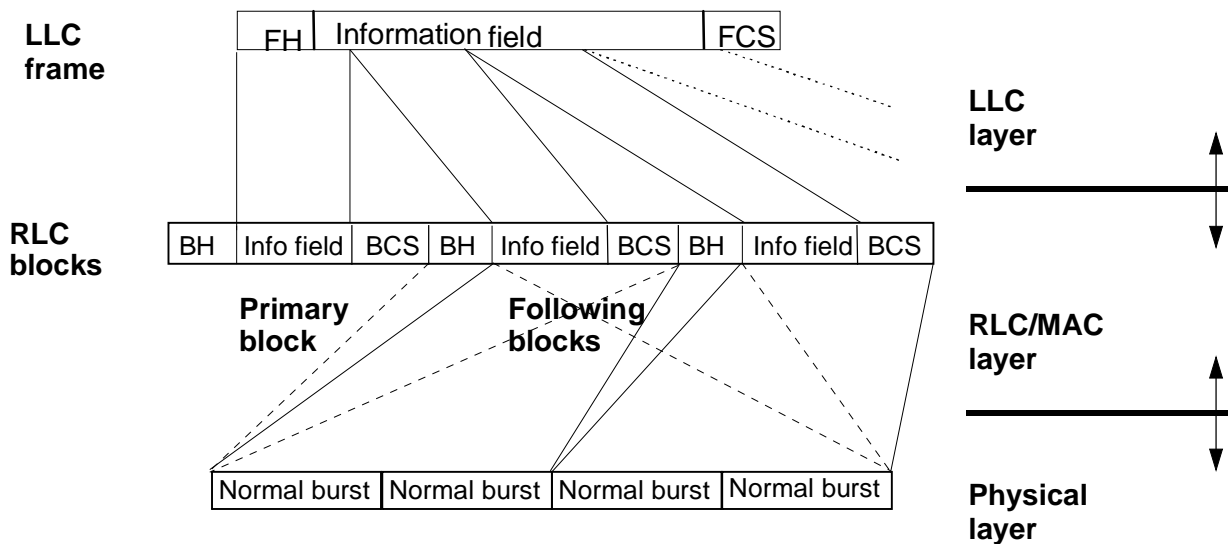 LLC
frame
FH Information field FCS
LLC
layer
RLC
blocks
BH Info field BCS BH Info field BCS BH Info field BCS
Primary
block
Following
blocks
RLC/MAC
layer
Normal burst Normal burst Normal burst Normal burst
Physical
layer